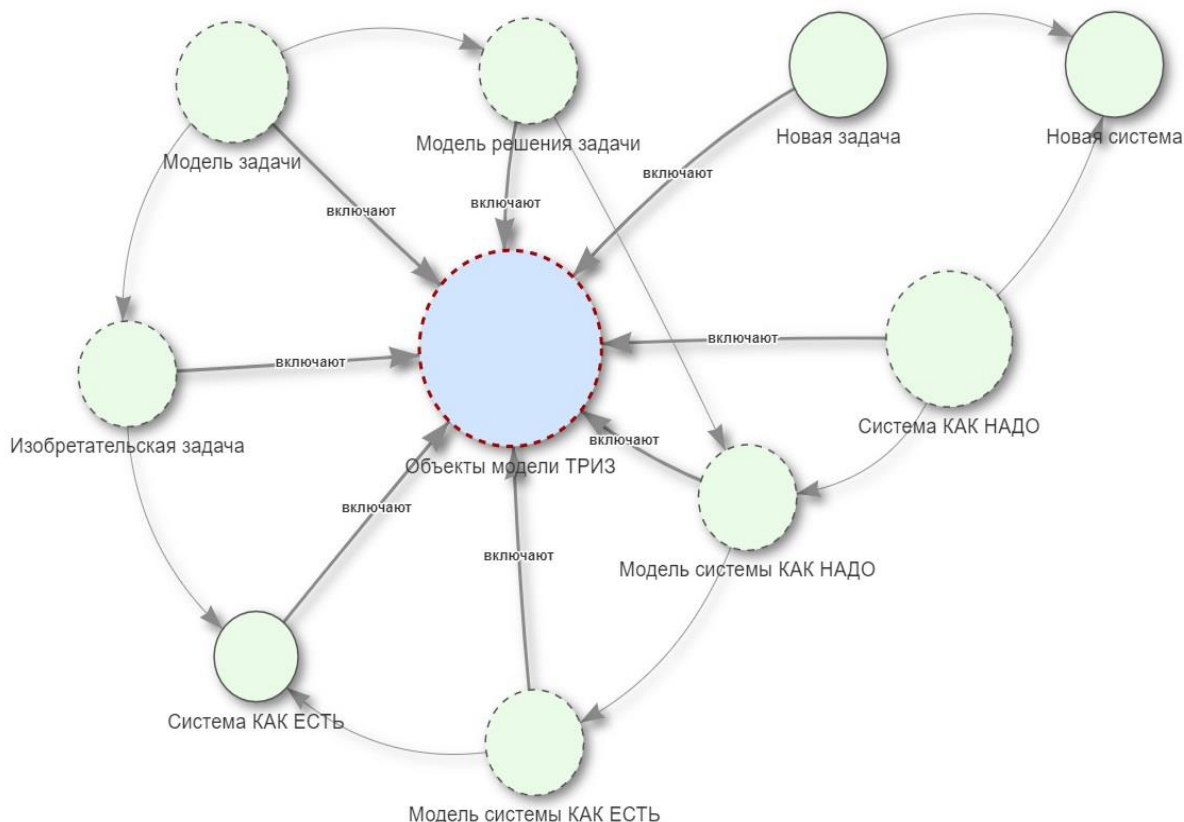 Модель задачи
Модель решения задачи
Новая задача
Новая система
включают
включают
включают
включают
включают
Изобретательская задача
Система КАК НАДО
включают
Объекты модели ТРИЗ
включают
включают
Модель системы КАК НАДО
Система КАК ЕСТЬ
Модель системы КАК ЕСТЬ